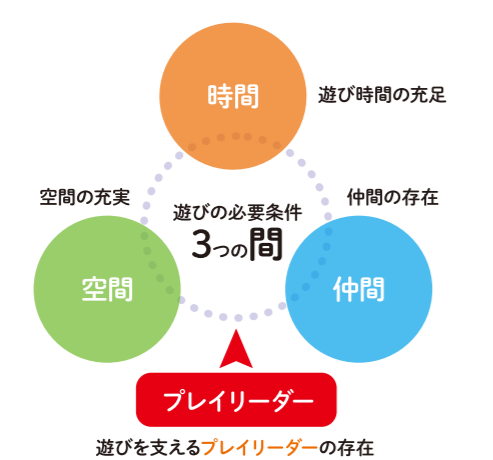 時間
遊び時間の充足
空間の充実
仲間の存在
遊びの必要条件
3つの間
空間
仲間
プレイリーダー
遊びを支えるプレイリーダーの存在